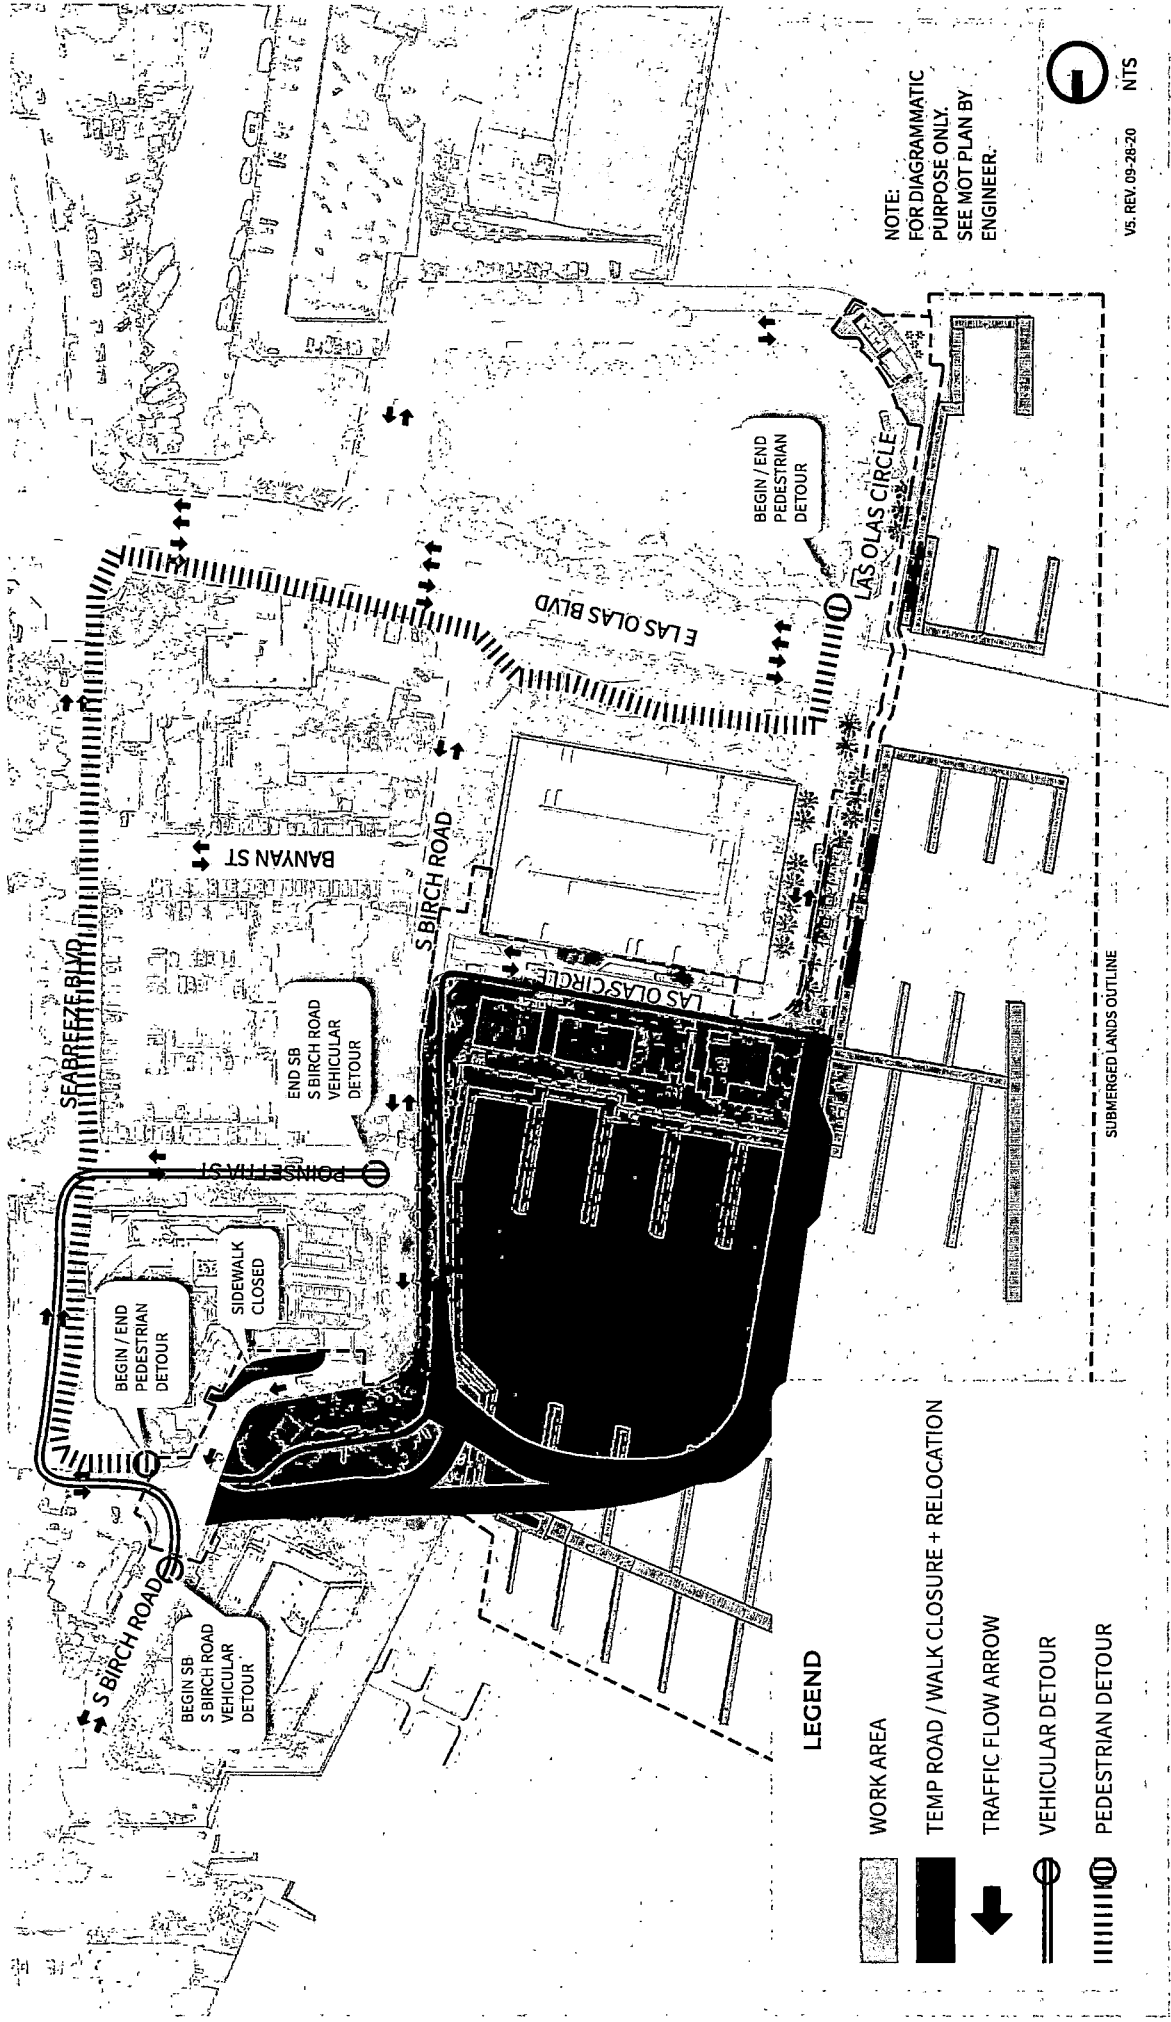 SEABREEZE BLVD
S BIRCH ROAD
BEGIN SB
S BIRCH ROAD
VEHICULAR
DETOUR
BEGIN / END
PEDESTRIAN
DETOUR
SIDEWALK
CLOSED
POINSETTIA ST
END SB
S BIRCH ROAD
VEHICULAR
DETOUR
BANYAN ST
S BIRCH ROAD
LAS OLAS CIRCLE
E LAS OLAS BLVD
BEGIN / END
PEDESTRIAN
DETOUR
LAS OLAS CIRCLE
NOTE:
FOR DIAGRAMMATIC
PURPOSE ONLY.
SEE MOT PLAN BY
ENGINEER.
SUBMERGED LANDS OUTLINE
LEGEND
WORK AREA
TEMP ROAD / WALK CLOSURE + RELOCATION
TRAFFIC FLOW ARROW
VEHICULAR DETOUR
PEDESTRIAN DETOUR
V5. REV. 09-28-20
NTS